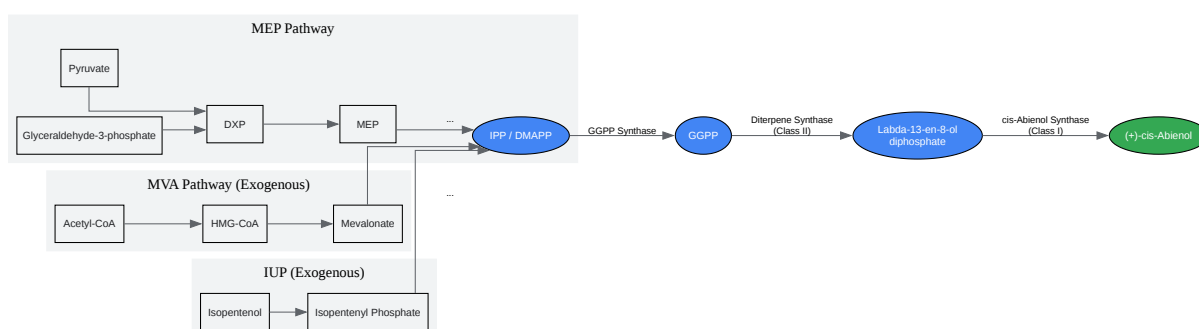 MEP Pathway
Pyruvate
Glyceraldehyde-3-phosphate
DXP
MEP
...
IPP / DMAPP
GGPP Synthase
GGPP
Diterpene Synthase
(Class II)
Labda-13-en-8-ol
diphosphate
cis-Abienol Synthase
(Class I)
(+)-cis-Abienol
MVA Pathway (Exogenous)
Acetyl-CoA
HMG-CoA
Mevalonate
...
IUP (Exogenous)
Isopentenol
Isopentenyl Phosphate